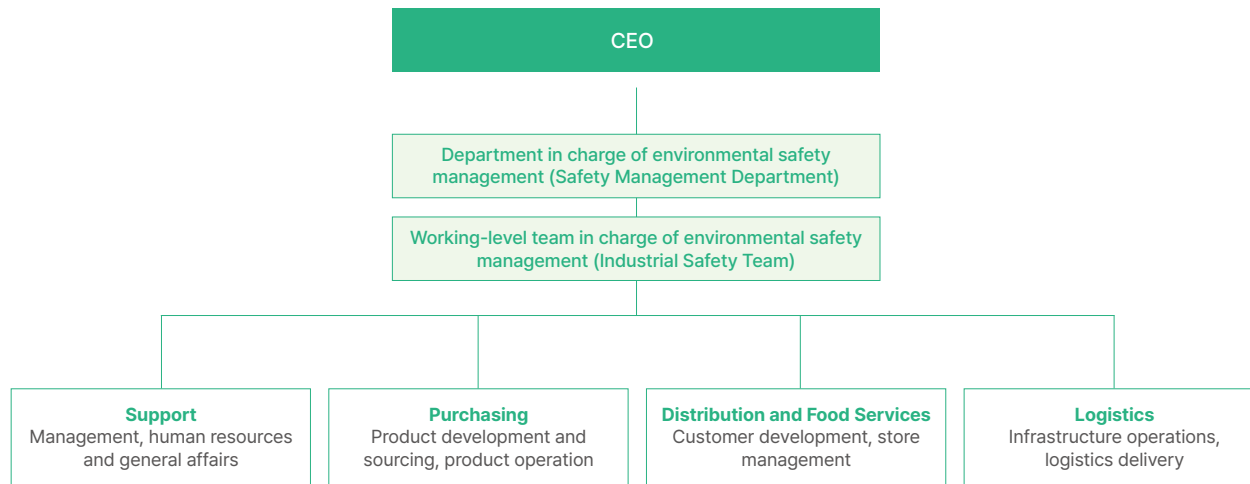 CEO
Department in charge of environmental safety
management (Safety Management Department)
Working-level team in charge of environmental safety
management (Industrial Safety Team)
Support
Management, human resources
and general affairs
Purchasing
Product development and
sourcing, product operation
Distribution and Food Services
Customer development, store
management
Logistics
Infrastructure operations,
logistics delivery